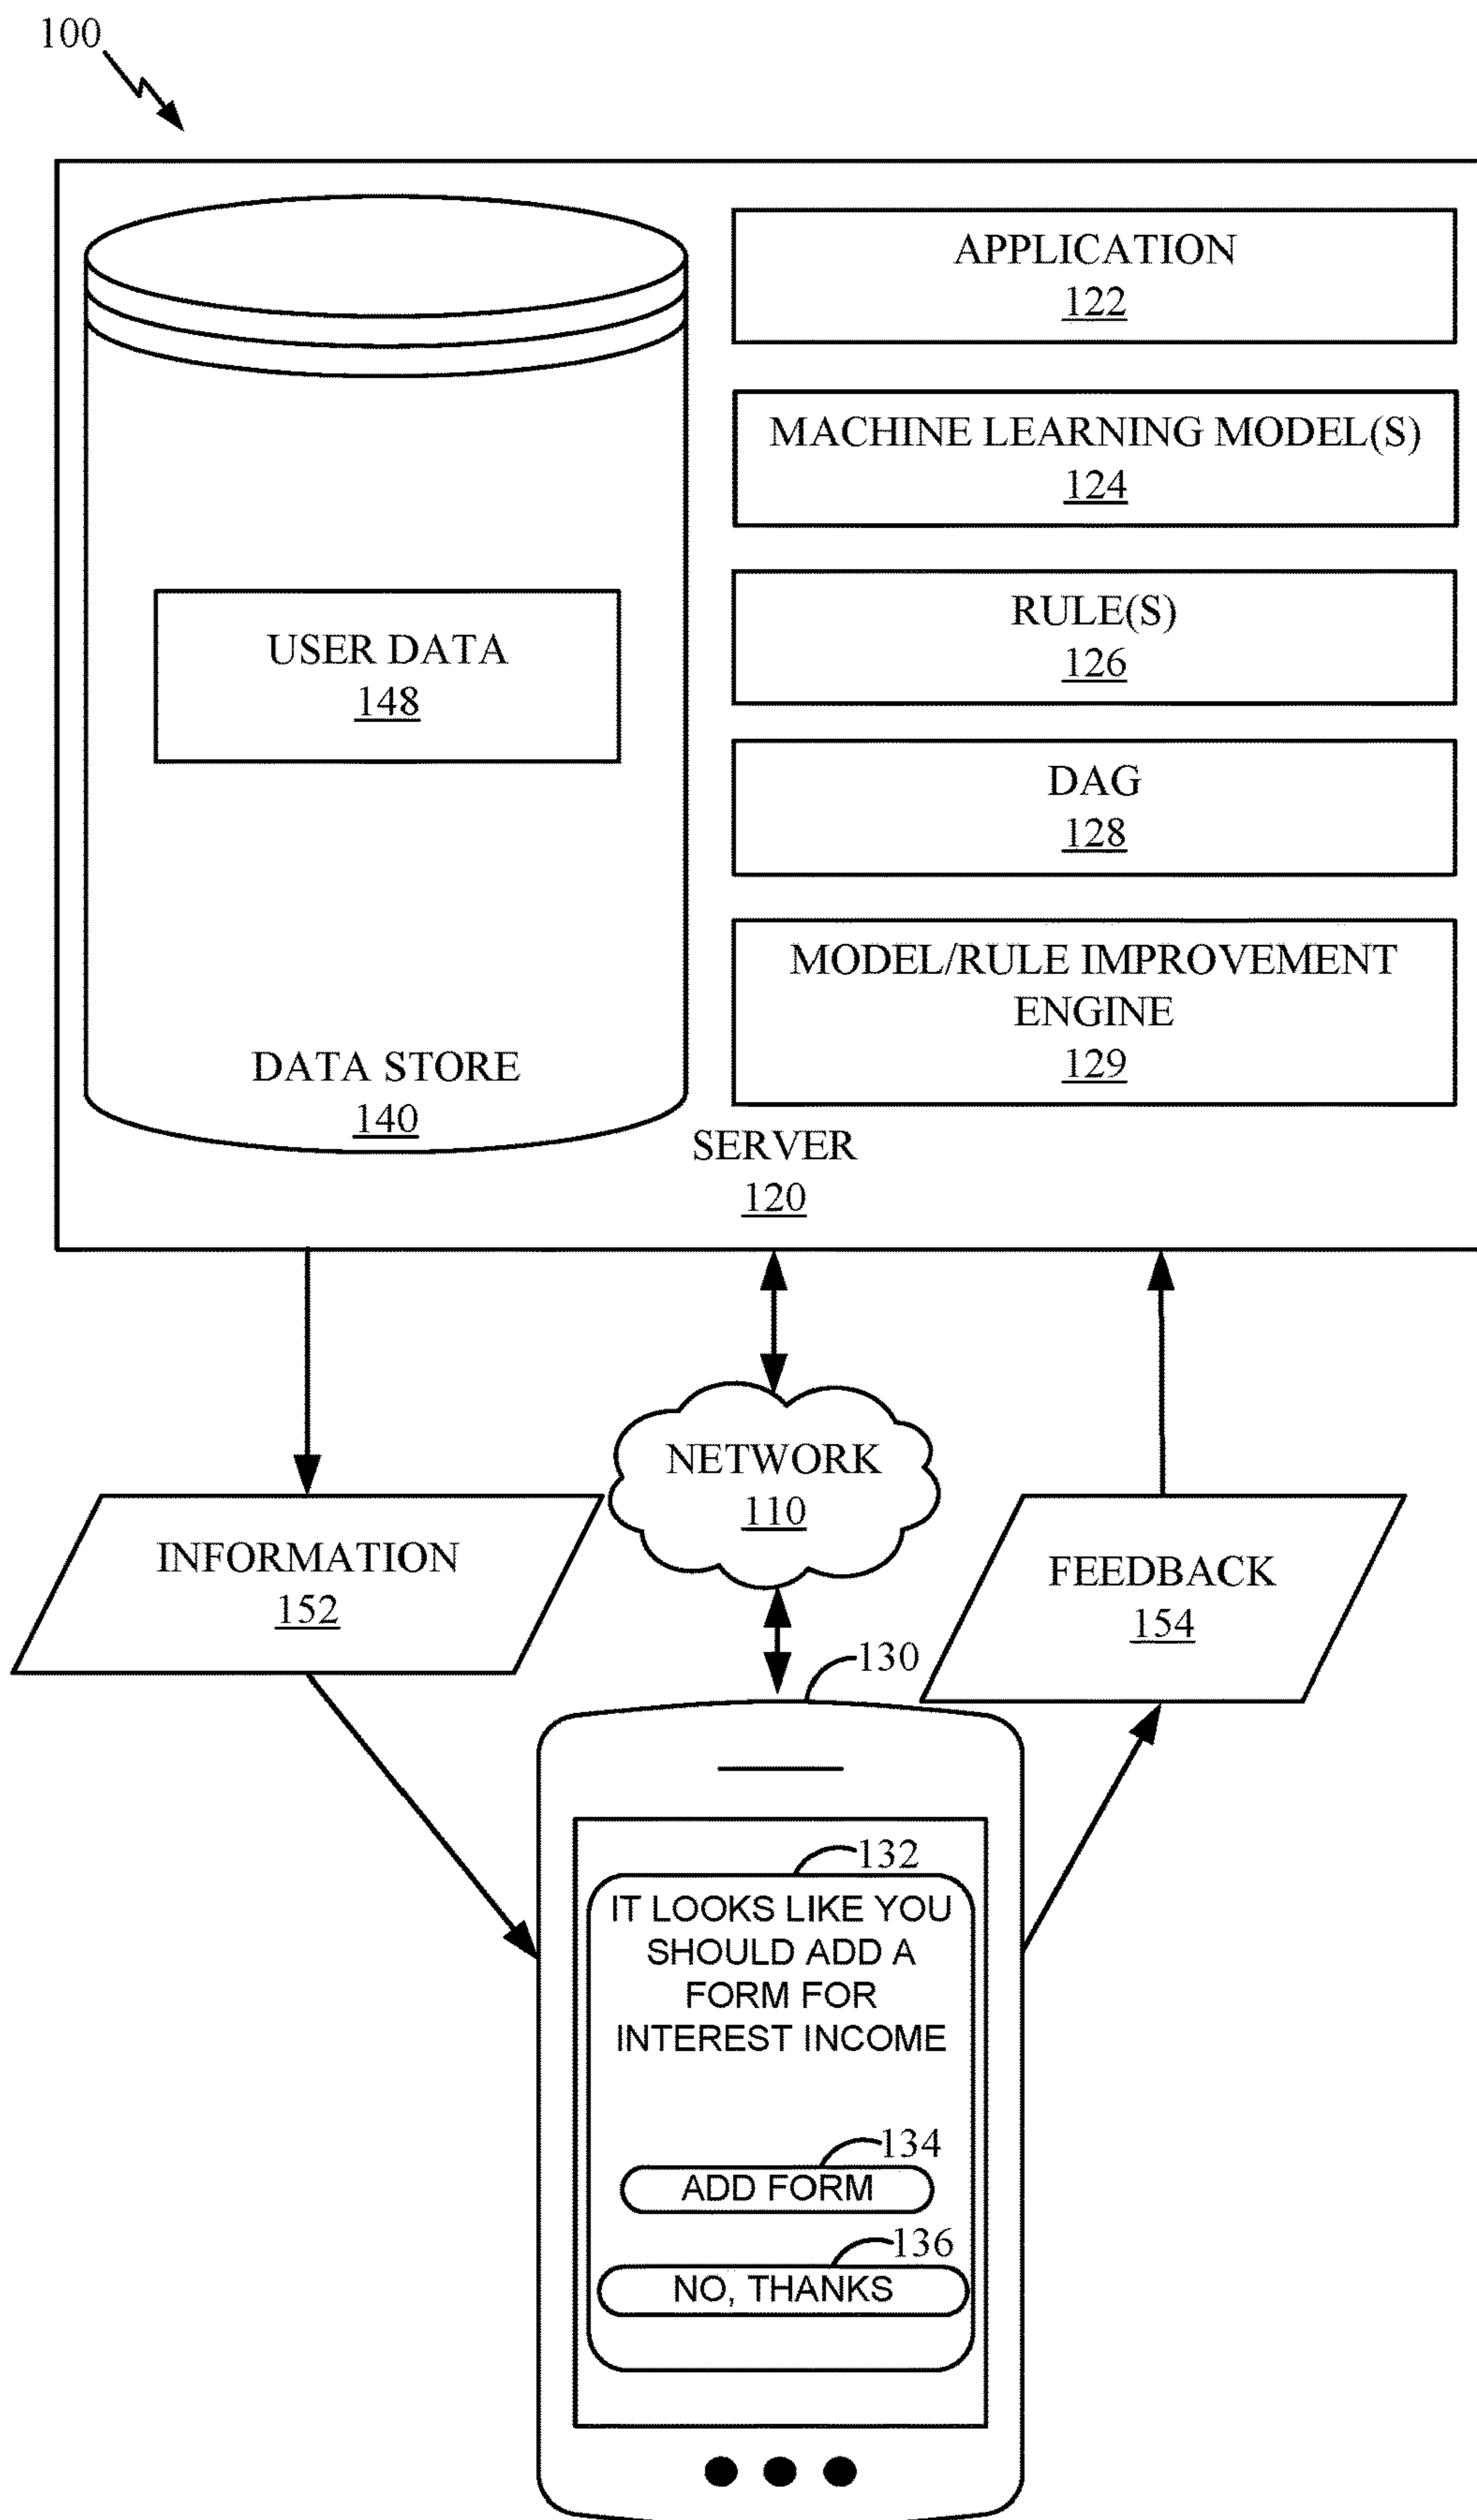 100
APPLICATION
122
MACHINE LEARNING MODEL(S)
124
RULE(S)
126
USER DATA
148
DAG
128
MODEL/RULE IMPROVEMENT
ENGINE
129
DATA STORE
140
SERVER
120
NETWORK
110
INFORMATION
152
FEEDBACK
154
130
132
IT LOOKS LIKE YOU
SHOULD ADD A
FORM FOR
INTEREST INCOME
134
ADD FORM
136
NO, THANKS